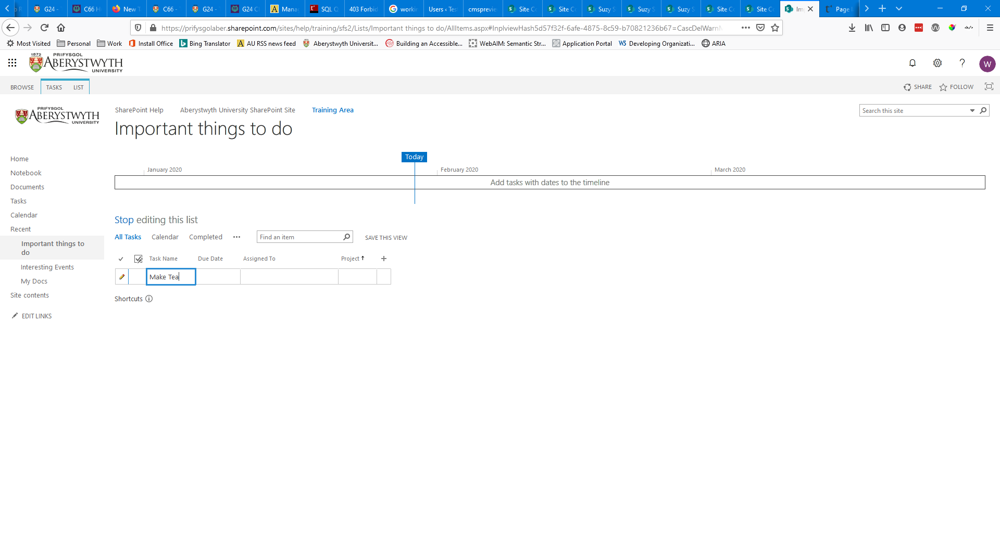 G24 -
C66 H
New T
C66 -
G24 -
G24 C
Mana
SQL Q
403 Forbid
workin
Users ‹ Tes
cmspreview
Site Co
Site Co
Suzy S
Suzy S
Suzy S
Site Co
Site Co
Im
Page
https://prifysgolaber.sharepoint.com/sites/help/training/sfs2/Lists/Important things to do/AllItems.aspx#InplviewHash5d57f32f-6afe-4875-8c59-b70821236b67=CascDelWarnM
Most Visited Personal Work Install Office Bing Translator AU RSS news feed Aberystwyth Universit... Building an Accessible... WebAIM: Semantic Str... Application Portal Developing Organizati... ARIA
1872 PRIFYSGOL
ABERYSTWYTH
UNIVERSITY
W
BROWSE TASKS LIST SHARE FOLLOW
PRIFYSGOL
ABERYSTWYTH
UNIVERSITY
SharePoint Help Aberystwyth University SharePoint Site Training Area
Search this site
Important things to do
Today
January 2020 February 2020 March 2020
Add tasks with dates to the timeline
Home
Notebook
Documents
Tasks
Calendar
Recent
Important things to
do
Interesting Events
My Docs
Site contents
EDIT LINKS
Stop editing this list
All Tasks Calendar Completed ••• Find an item SAVE THIS VIEW
Task Name Due Date Assigned To Project
Make Tea
Shortcuts